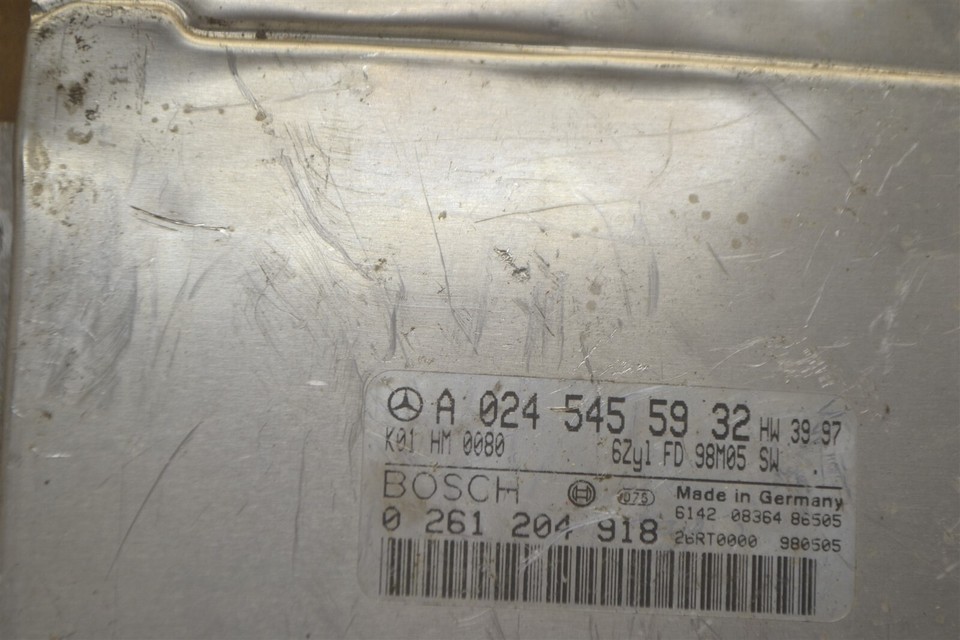 A 024 545 59 32 HW 39.97
K01 HM 0080 6Zyl FD 98M05 SW
BOSCH Made in Germany
6142 08364 86505
0 261 204 918 980505